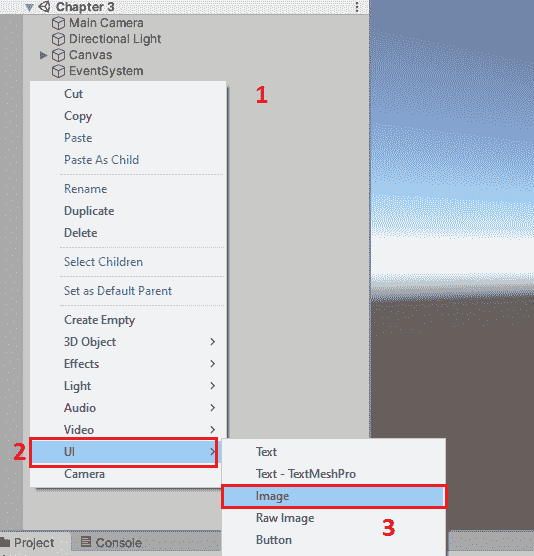 Chapter 3
Main Camera
Directional Light
Canvas
EventSystem
1
Cut
Copy
Paste
Paste As Child
Rename
Duplicate
Delete
Select Children
Set as Default Parent
Create Empty
3D Object
Effects
Light
Audio
Video
2
UI
Camera
Text
Text - TextMeshPro
Image
Raw Image
3
Button
Project
Console